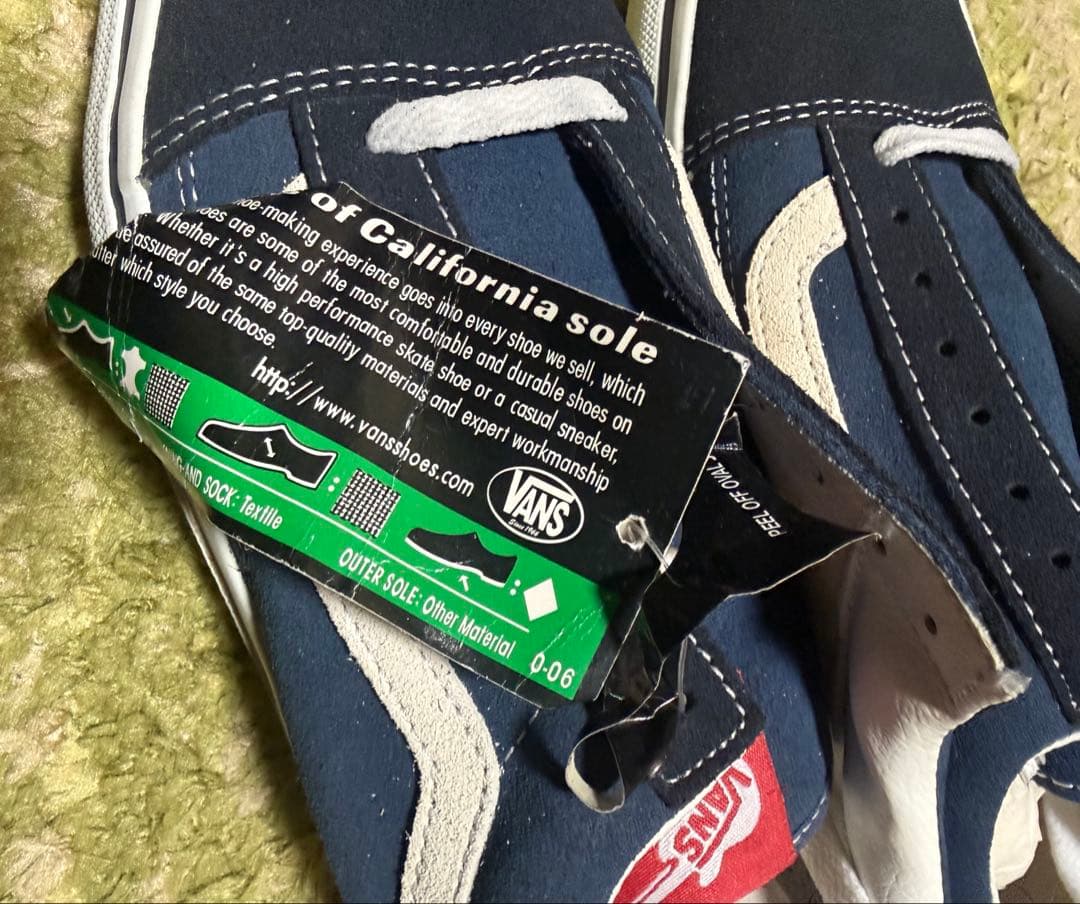 of California sole
-making experience goes into every shoe we sell, which
are some of the most comfortable and durable shoes on
Whether it's a high performance skate shoe or a casual sneaker,
assured of the same top-quality materials and expert workmanship
which style you choose.
http://www.vansshoes.com
VANS
Since 1966
AND SOCK: Textile
OUTER SOLE: Other Material
0-06
PEEL OFF OVAL
VANS